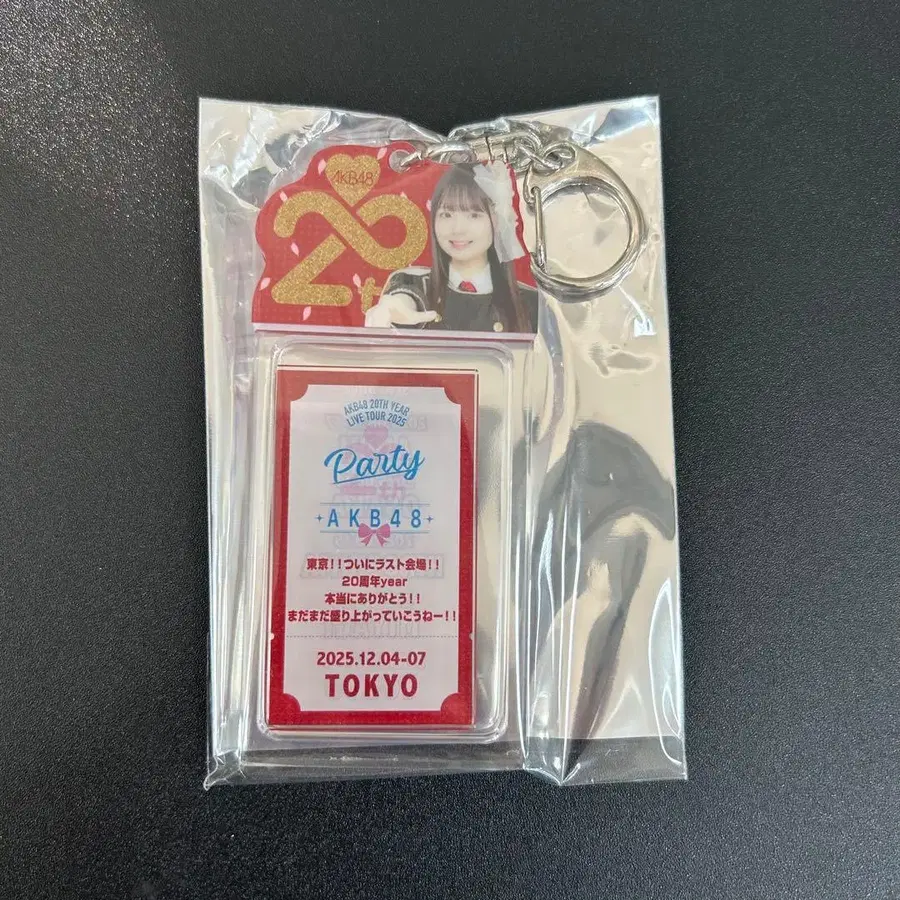 AKB48
20th
AKB48 20TH YEAR
LIVE TOUR 2025
Party
AKB48
東京!!ついにラスト会場!!
20周年year
本当にありがとう!!
まだまだ盛り上がっていこうねー!!
2025.12.04-07
TOKYO